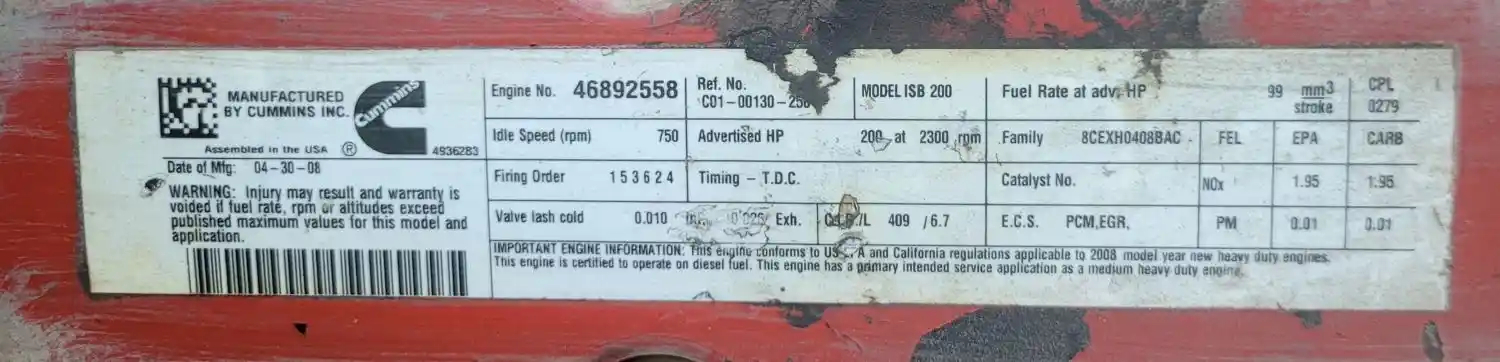 MANUFACTURED
BY CUMMINS INC.
Cummins
Assembled in the USA ® 4936283
Date of Mfg: 04-30-08
WARNING: Injury may result and warranty is
voided if fuel rate, rpm or altitudes exceed
published maximum values for this model and
application.
Engine No. 46892558
Ref. No.
C01-00130-250
MODEL ISB 200
Fuel Rate at adv. HP 99 mm3
stroke
CPL
0279
Idle Speed (rpm) 750
Advertised HP 200 at 2300 rpm
Family 8CEXH0408BAC
FEL EPA CARB
Firing Order 153624
Timing - T.D.C.
Catalyst No.
NOx 1.95 1.95
Valve lash cold 0.010 Int. 0.026 Exh.
C.I.D./L 409 /6.7
E.C.S. PCM,EGR,
PM 0.01 0.01
IMPORTANT ENGINE INFORMATION: This engine conforms to US and California regulations applicable to 2008 model year new heavy duty engines.
This engine is certified to operate on diesel fuel. This engine has a primary intended service application as a medium heavy duty engine.